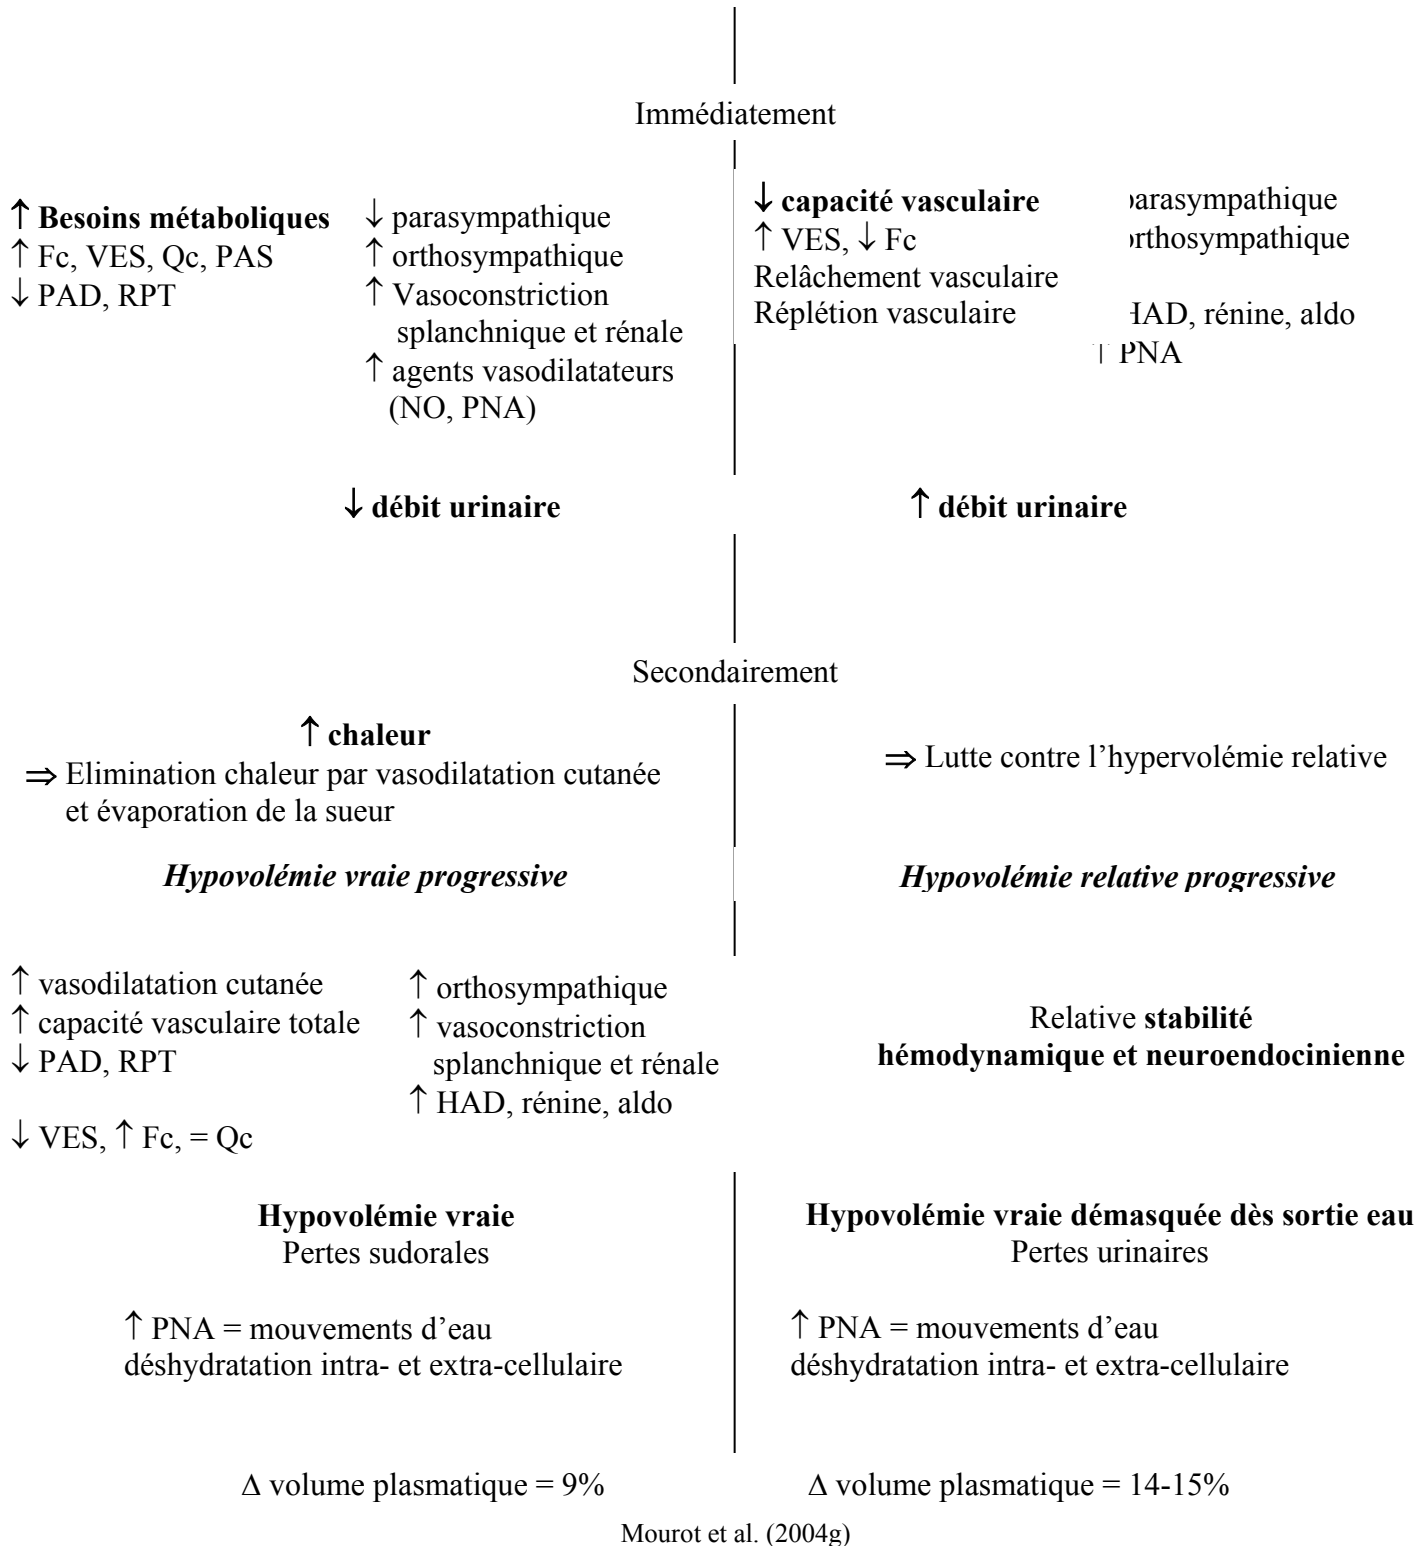 Immédiatement
↑ Besoins métaboliques
↑ Fc, VES, Qc, PAS
↓ PAD, RPT
↓ parasympathique
↑ orthosympathique
↑ Vasoconstriction
splanchnique et rénale
↑ agents vasodilatateurs
(NO, PNA)
↓ capacité vasculaire
↑ VES, ↓ Fc
Relâchement vasculaire
Réplétion vasculaire
arasympathique
rthosympathique
HAD, rénine, aldo
↑ PNA
↓ débit urinaire
↑ débit urinaire
Secondairement
↑ chaleur
⇒ Elimination chaleur par vasodilatation cutanée
et évaporation de la sueur
⇒ Lutte contre l’hypervolémie relative
Hypovolémie vraie progressive
Hypovolémie relative progressive
↑ vasodilatation cutanée
↑ capacité vasculaire totale
↓ PAD, RPT
↓ VES, ↑ Fc, = Qc
↑ orthosympathique
↑ vasoconstriction
splanchnique et rénale
↑ HAD, rénine, aldo
Relative stabilité
hémodynamique et neuroendocinienne
Hypovolémie vraie
Pertes sudorales
Hypovolémie vraie démasquée dès sortie eau
Pertes urinaires
↑ PNA = mouvements d’eau
déshydratation intra- et extra-cellulaire
↑ PNA = mouvements d’eau
déshydratation intra- et extra-cellulaire
Δ volume plasmatique = 9%
Δ volume plasmatique = 14-15%
Mourot et al. (2004g)